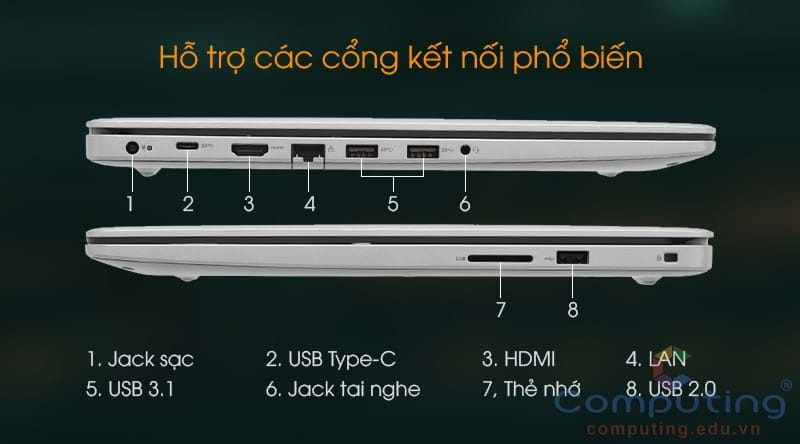 Hỗ trợ các cổng kết nối phổ biến
1 2 3 4 5 6
7 8
1. Jack sạc 2. USB Type-C 3. HDMI 4. LAN
5. USB 3.1 6. Jack tai nghe 7, Thẻ nhớ 8. USB 2.0
Computing®
computing.edu.vn